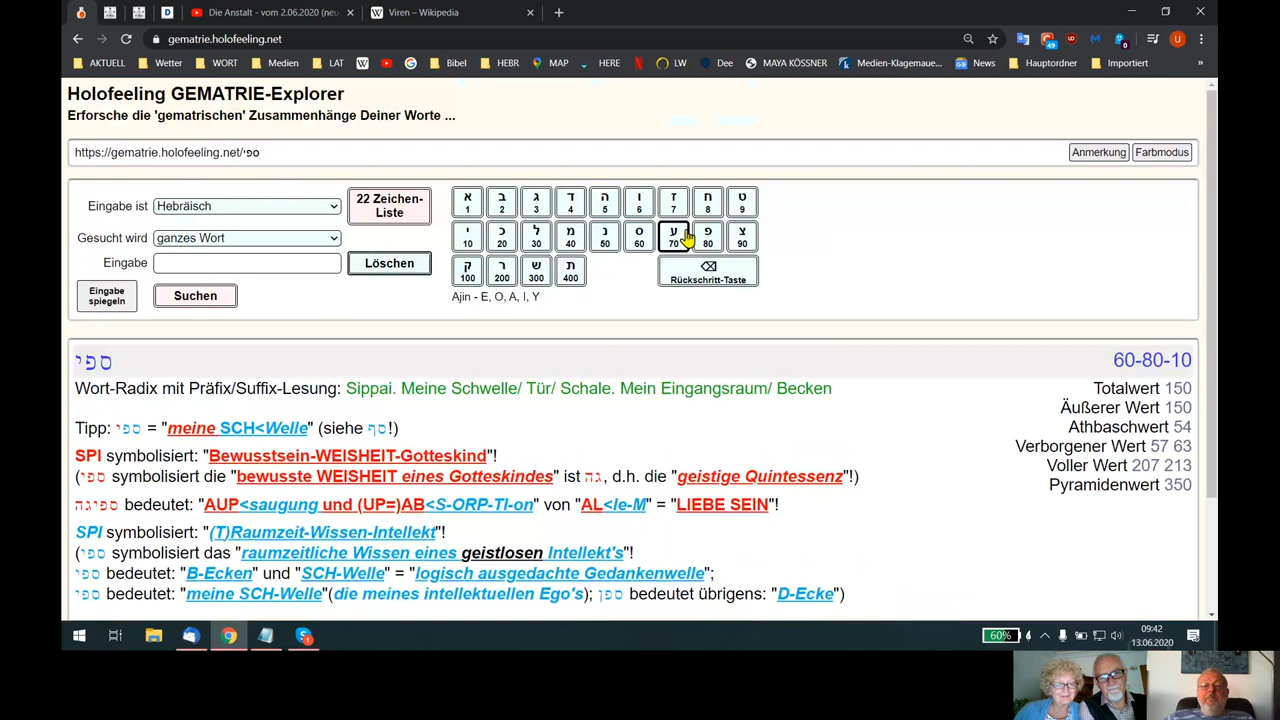 Die Anstalt - vom 2.06.2020 (neu
Viren – Wikipedia
gematrie.holofeeling.net
49
0
U
AKTUELL
Wetter
WORT
Medien
LAT
Bibel
HEBR
MAP
HERE
LW
Dee
MAYA KÖSSNER
Medien-Klagemaue...
News
Hauptordner
Importiert
Holofeeling GEMATRIE-Explorer
Erforsche die 'gematrischen' Zusammenhänge Deiner Worte ...
https://gematrie.holofeeling.net/ספי
Anmerkung
Farbmodus
Eingabe ist
Hebräisch
22 Zeichen-Liste
Gesucht wird
ganzes Wort
Eingabe
Löschen
Eingabe spiegeln
Suchen
א ב ג ד ה ו ז ח ט
1 2 3 4 5 6 7 8 9
י כ ל מ נ ס ע פ צ
10 20 30 40 50 60 70 80 90
ק ר ש ת
100 200 300 400
Rückschritt-Taste
Ajin - E, O, A, I, Y
ספי
60-80-10
Wort-Radix mit Präfix/Suffix-Lesung: Sippai. Meine Schwelle/ Tür/ Schale. Mein Eingangsraum/ Becken
Totalwert 150
Äußerer Wert 150
Athbaschwert 54
Verborgener Wert 57 63
Voller Wert 207 213
Pyramidenwert 350
Tipp: ספי = "meine SCH<Welle" (siehe סף!)
SPI symbolisiert: "Bewusstsein-WEISHEIT-Gotteskind"!
(ספי symbolisiert die "bewusste WEISHEIT eines Gotteskindes" ist גה, d.h. die "geistige Quintessenz"!)
ספיגה bedeutet: "AUP<saugung und (UP=)AB<S-ORP-TI-on" von "AL<le-M" = "LIEBE SEIN"!
SPI symbolisiert: "(T)Raumzeit-Wissen-Intellekt"!
(ספי symbolisiert das "raumzeitliche Wissen eines geistlosen Intellekt's"!
ספי bedeutet: "B-Ecken" und "SCH-Welle" = "logisch ausgedachte Gedankenwelle";
ספי bedeutet: "meine SCH-Welle"(die meines intellektuellen Ego's); ספן bedeutet übrigens: "D-Ecke")
60%
09:42
13.06.2020